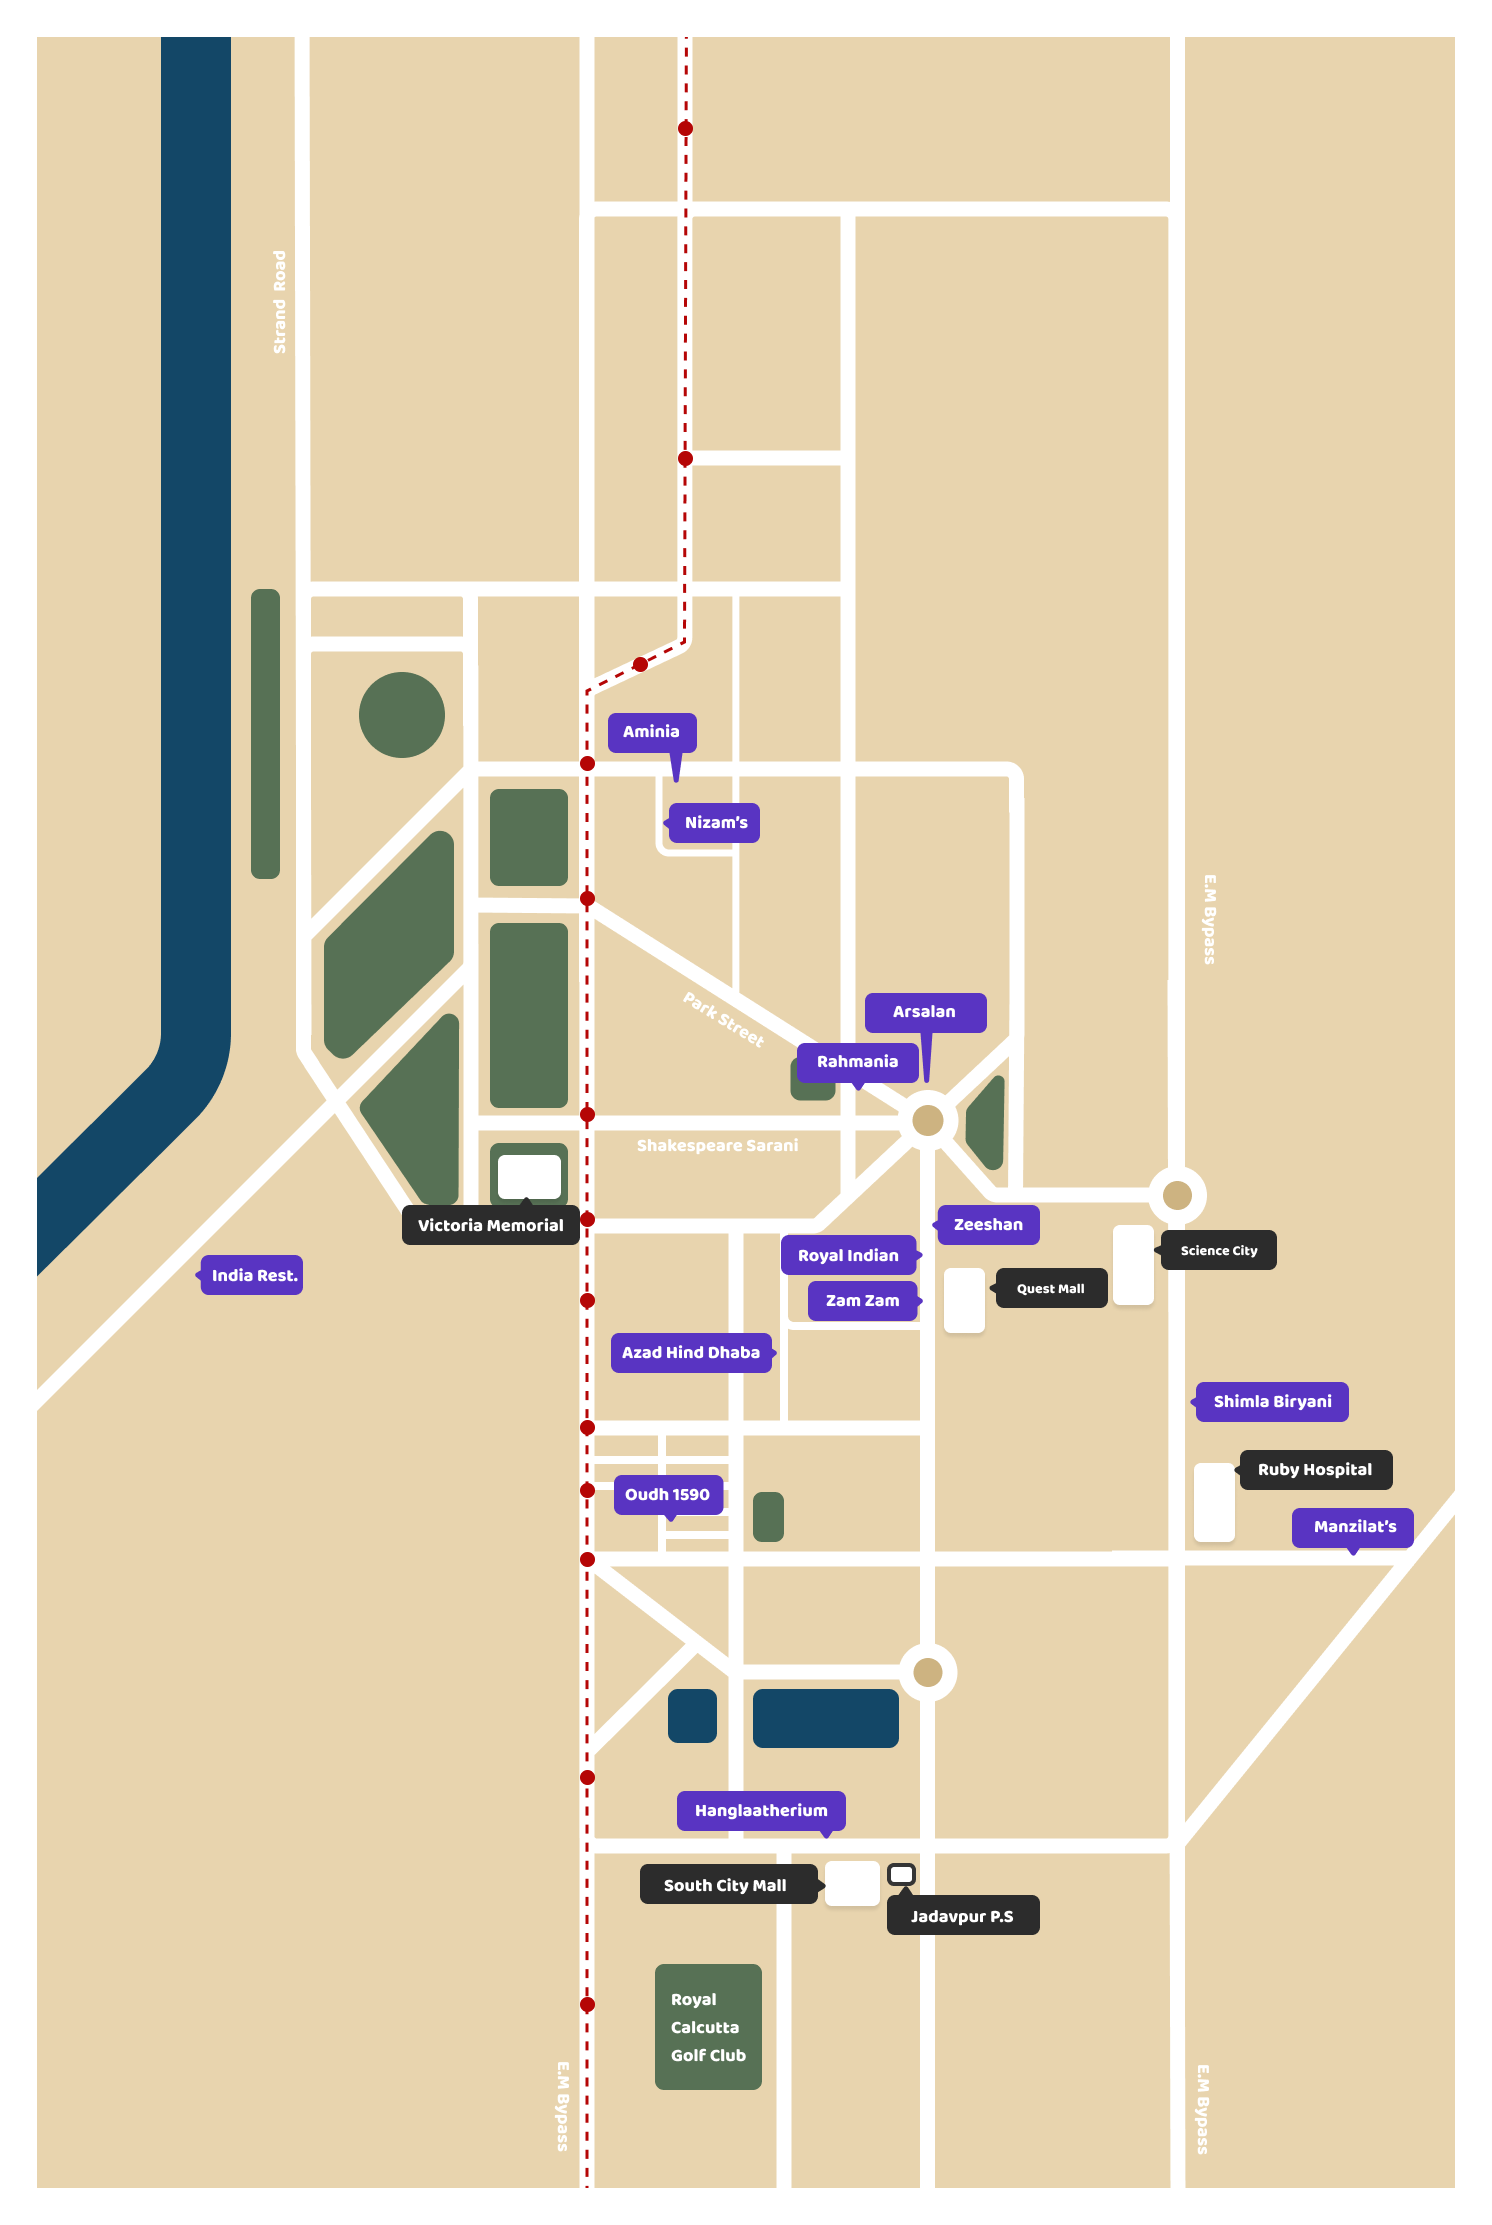 Strand Road
Aminia
Nizam's
E.M Bypass
Park Street
Arsalan
Rahmania
Shakespeare Sarani
Victoria Memorial
Zeeshan
Royal Indian
Science City
India Rest.
Quest Mall
Zam Zam
Azad Hind Dhaba
Shimla Biryani
Ruby Hospital
Oudh 1590
Manzilat's
Hanglaatherium
South City Mall
Jadavpur P.S
Royal
Calcutta
Golf Club
E.M Bypass
E.M Bypass